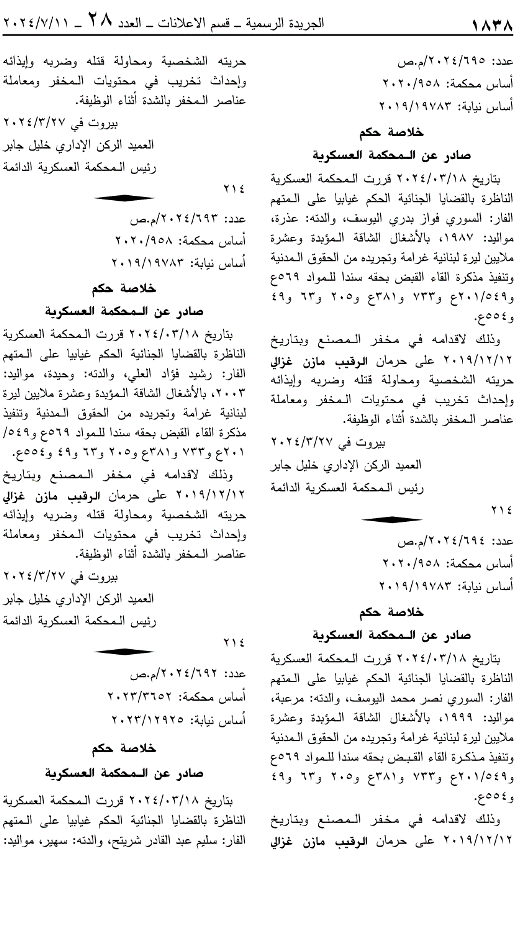 ١٨٣٨
الجريدة الرسمية ـ قسم الاعلانات ـ العدد ٢٨ ـ ٢٠٢٤/٧/١١
عدد: ٢٠٢٤/٦٩٥/م.ص
أساس محكمة: ٢٠٢٠/٩٥٨
أساس نيابة: ٢٠١٩/١٩٧٨٣
خلاصة حكم
صادر عن المحكمة العسكرية
بتاريخ ٢٠٢٤/٠٣/١٨ قررت المحكمة العسكرية
الناظرة بالقضايا الجنائية الحكم غيابيا على المتهم
الفار: السوري فواز بدري اليوسف، والدته: عذرة،
مواليد: ١٩٨٧، بالأشغال الشاقة المؤبدة وعشرة
ملايين ليرة لبنانية غرامة وتجريده من الحقوق المدنية
وتنفيذ مذكرة القاء القبض بحقه سندا للمواد ٥٦٩ع
و٢٠١/٥٤٩ع و٧٣٣ و٣٨١ع و٢٠٥ و٦٣ و٤٩
و٥٥٤ع.
وذلك لاقدامه في مخفر المصنع وبتاريخ
٢٠١٩/١٢/١٢ على حرمان الرقيب مازن غزالي
حريته الشخصية ومحاولة قتله وضربه وإيذائه
وإحداث تخريب في محتويات المخفر ومعاملة
عناصر المخفر بالشدة أثناء الوظيفة.
بيروت في ٢٠٢٤/٣/٢٧
العميد الركن الإداري خليل جابر
رئيس المحكمة العسكرية الدائمة
٢١٤
عدد: ٢٠٢٤/٦٩٤/م.ص
أساس محكمة: ٢٠٢٠/٩٥٨
أساس نيابة: ٢٠١٩/١٩٧٨٣
خلاصة حكم
صادر عن المحكمة العسكرية
بتاريخ ٢٠٢٤/٠٣/١٨ قررت المحكمة العسكرية
الناظرة بالقضايا الجنائية الحكم غيابيا على المتهم
الفار: السوري نصر محمد اليوسف، والدته: مرعبة،
مواليد: ١٩٩٩، بالأشغال الشاقة المؤبدة وعشرة
ملايين ليرة لبنانية غرامة وتجريده من الحقوق المدنية
وتنفيذ مذكرة القاء القبض بحقه سندا للمواد ٥٦٩ع
و٢٠١/٥٤٩ع و٧٣٣ و٣٨١ع و٢٠٥ و٦٣ و٤٩
و٥٥٤ع.
وذلك لاقدامه في مخفر المصنع وبتاريخ
٢٠١٩/١٢/١٢ على حرمان الرقيب مازن غزالي
حريته الشخصية ومحاولة قتله وضربه وإيذائه
وإحداث تخريب في محتويات المخفر ومعاملة
عناصر المخفر بالشدة أثناء الوظيفة.
بيروت في ٢٠٢٤/٣/٢٧
العميد الركن الإداري خليل جابر
رئيس المحكمة العسكرية الدائمة
٢١٤
عدد: ٢٠٢٤/٦٩٣/م.ص
أساس محكمة: ٢٠٢٠/٩٥٨
أساس نيابة: ٢٠١٩/١٩٧٨٣
خلاصة حكم
صادر عن المحكمة العسكرية
بتاريخ ٢٠٢٤/٠٣/١٨ قررت المحكمة العسكرية
الناظرة بالقضايا الجنائية الحكم غيابيا على المتهم
الفار: رشيد فؤاد العلي، والدته: وحيدة، مواليد:
٢٠٠٣، بالأشغال الشاقة المؤبدة وعشرة ملايين ليرة
لبنانية غرامة وتجريده من الحقوق المدنية وتنفيذ
مذكرة القاء القبض بحقه سندا للمواد ٥٦٩ع و٥٤٩/
٢٠١ع و٧٣٣ و٣٨١ع و٢٠٥ و٦٣ و٤٩ و٥٥٤ع.
وذلك لاقدامه في مخفر المصنع وبتاريخ
٢٠١٩/١٢/١٢ على حرمان الرقيب مازن غزالي
حريته الشخصية ومحاولة قتله وضربه وإيذائه
وإحداث تخريب في محتويات المخفر ومعاملة
عناصر المخفر بالشدة أثناء الوظيفة.
بيروت في ٢٠٢٤/٣/٢٧
العميد الركن الإداري خليل جابر
رئيس المحكمة العسكرية الدائمة
٢١٤
عدد: ٢٠٢٤/٦٩٢/م.ص
أساس محكمة: ٢٠٢٣/٣٦٥٢
أساس نيابة: ٢٠٢٣/١٢٩٢٥
خلاصة حكم
صادر عن المحكمة العسكرية
بتاريخ ٢٠٢٤/٠٣/١٨ قررت المحكمة العسكرية
الناظرة بالقضايا الجنائية الحكم غيابيا على المتهم
الفار: سليم عبد القادر شريتح، والدته: سهير، مواليد: